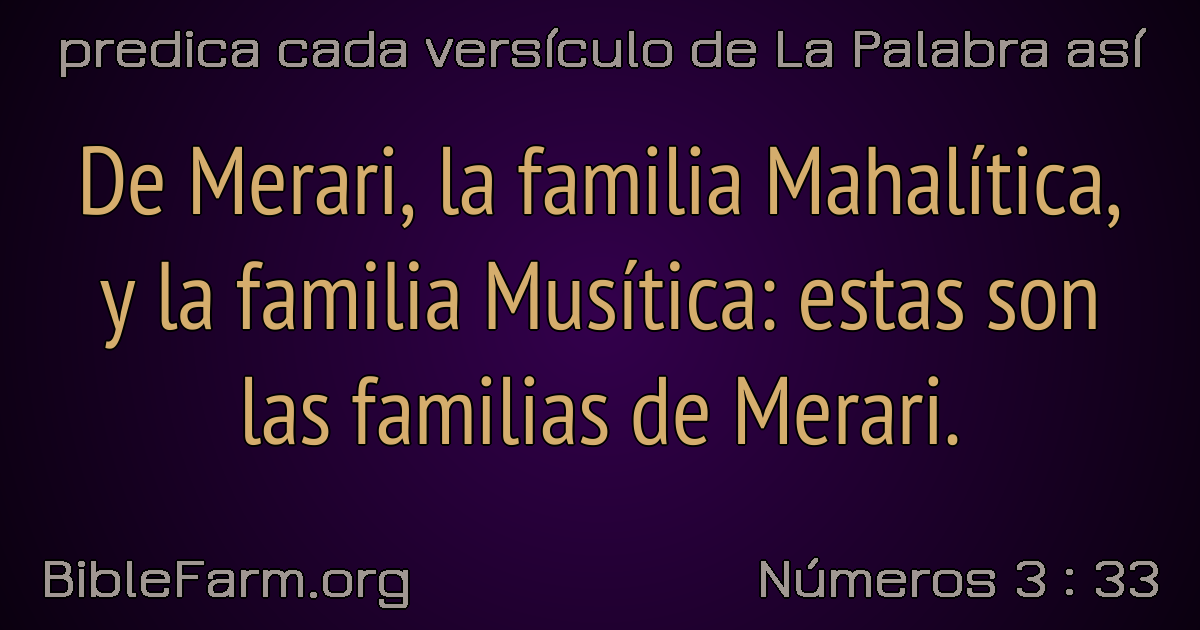 predica cada versículo de La Palabra así
De Merari, la familia Mahalítica,
y la familia Musítica: estas son
las familias de Merari.
BibleFarm.org
Números 3 : 33